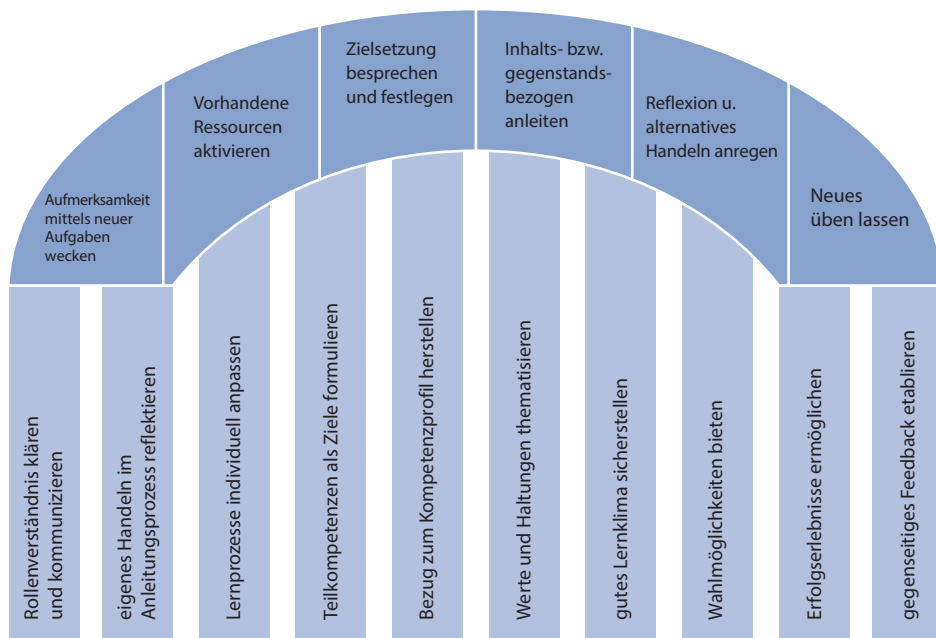 Aufmerksamkeit
mittels neuer
Aufgaben
wecken
Vorhandene
Ressourcen
aktivieren
Zielsetzung
besprechen
und festlegen
Inhalts- bzw.
gegenstands-
bezogen
anleiten
Reflexion u.
alternatives
Handeln anregen
Neues
üben lassen
Rollenverständnis klären
und kommunizieren
eigenes Handeln im
Anleitungsprozess reflektieren
Lernprozesse individuell anpassen
Teilkompetenzen als Ziele formulieren
Bezug zum Kompetenzprofil herstellen
Werte und Haltungen thematisieren
gutes Lernklima sicherstellen
Wahlmöglichkeiten bieten
Erfolgserlebnisse ermöglichen
gegenseitiges Feedback etablieren